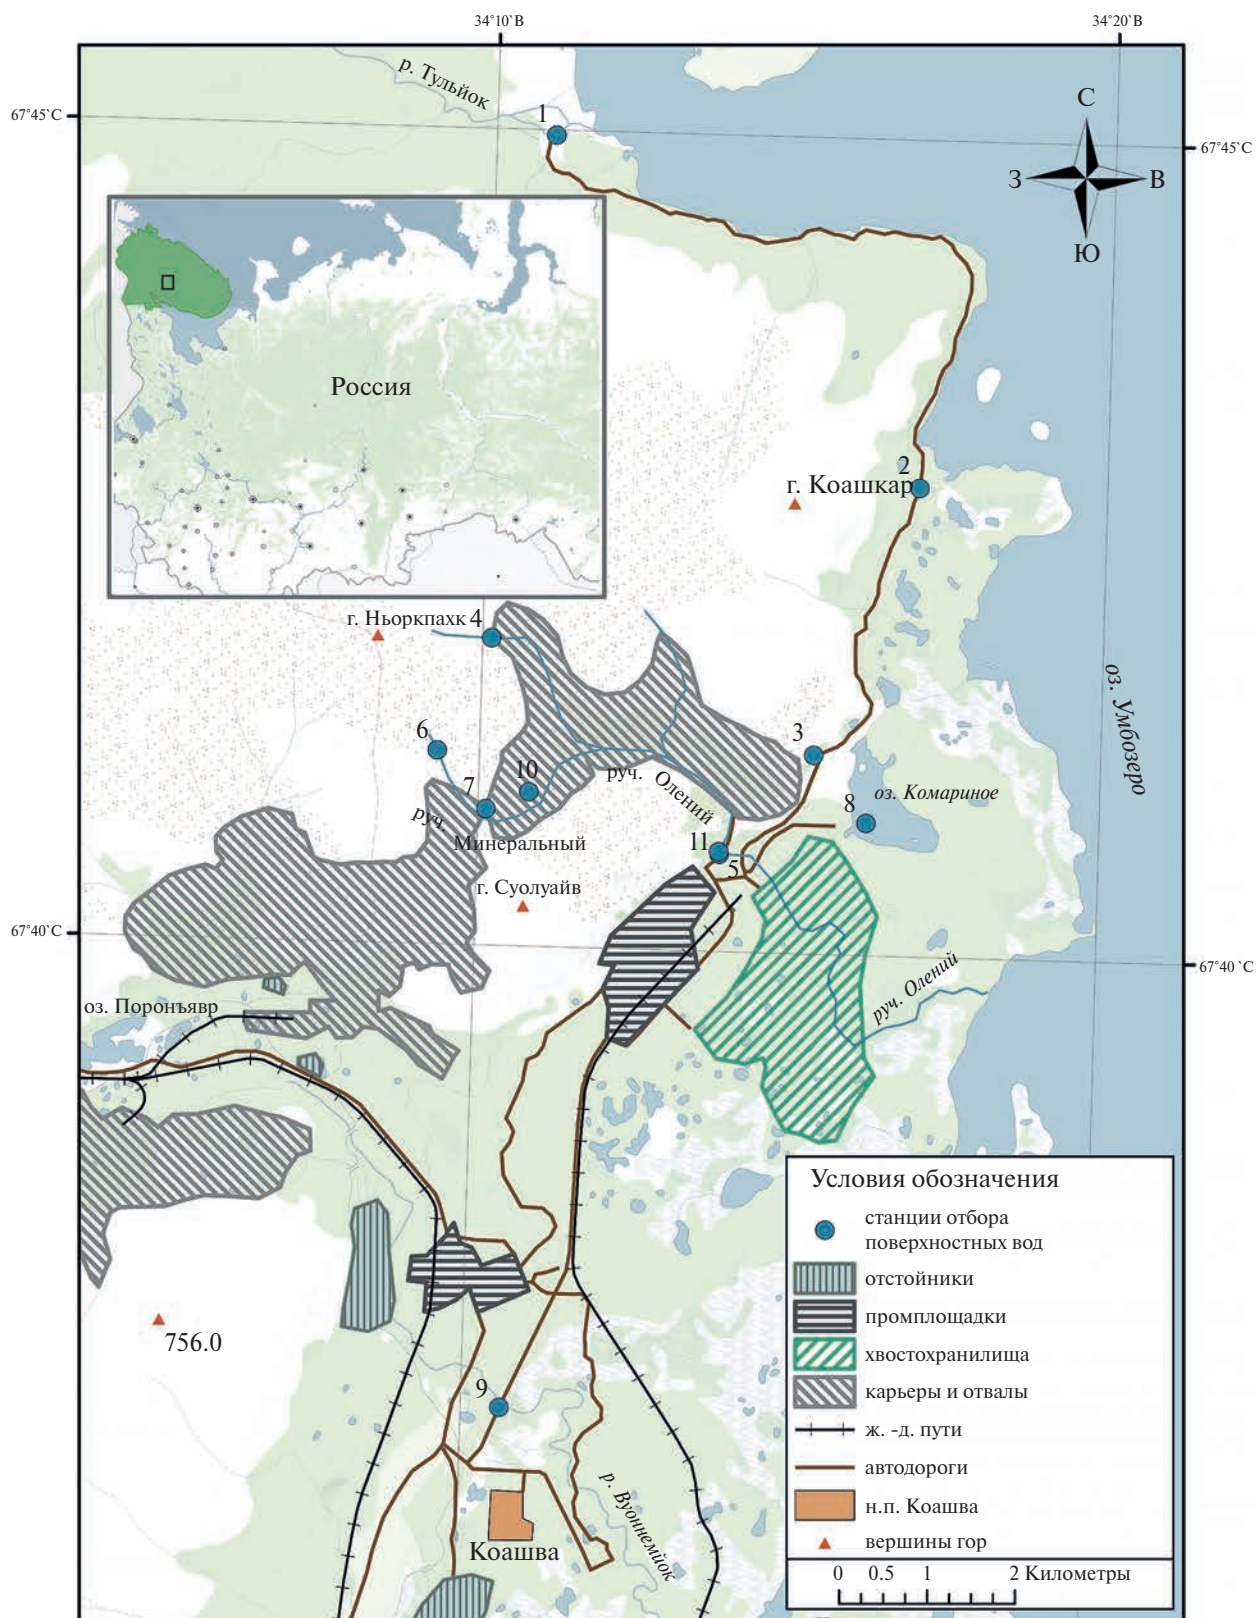 34°10`В
34°20`В
67°45`С
67°45`С
р. Тульйок
1
С
З
В
Ю
Россия
2
г. Коашкар
г. Ньоркпахк
4
оз. Умбозеро
6
3
10
руч.
Олений
7
руч.
Минеральный
оз. Комариное
8
11
5
г. Суолуайв
67°40`С
67°40`С
руч. Олений
оз. Поронъявр
756.0
9
р. Вуоннемйок
Коашва
Условия обозначения
станции отбора
поверхностных вод
отстойники
промплощадки
хвостохранилища
карьеры и отвалы
ж. -д. пути
автодороги
н.п. Коашва
вершины гор
0 0.5 1 2 Километры